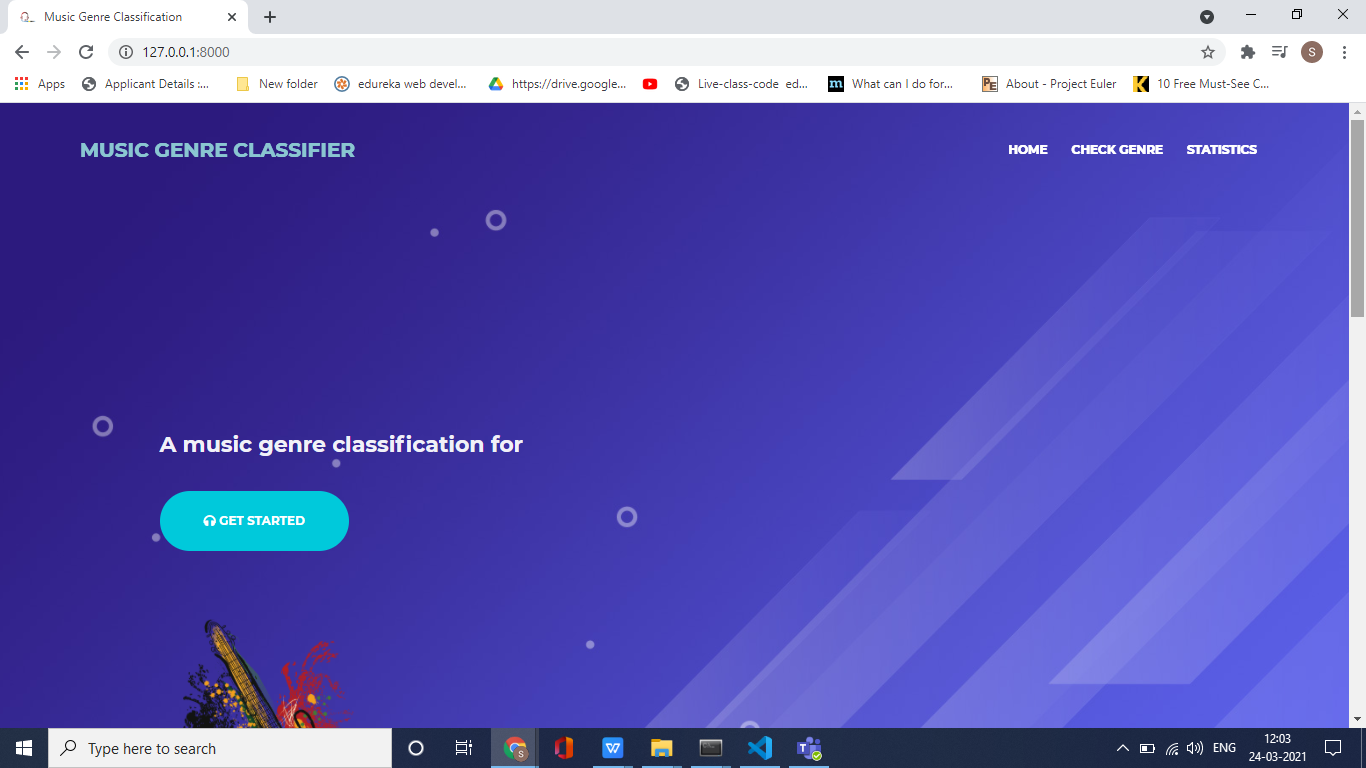 Music Genre Classification
127.0.0.1:8000
S
Apps
Applicant Details :...
New folder
edureka web devel...
https://drive.google...
Live-class-code ed...
m
What can I do for...
PE
About - Project Euler
K
10 Free Must-See C...
MUSIC GENRE CLASSIFIER
HOME
CHECK GENRE
STATISTICS
A music genre classification for
GET STARTED
Type here to search
S
W
T
ENG
12:03
24-03-2021